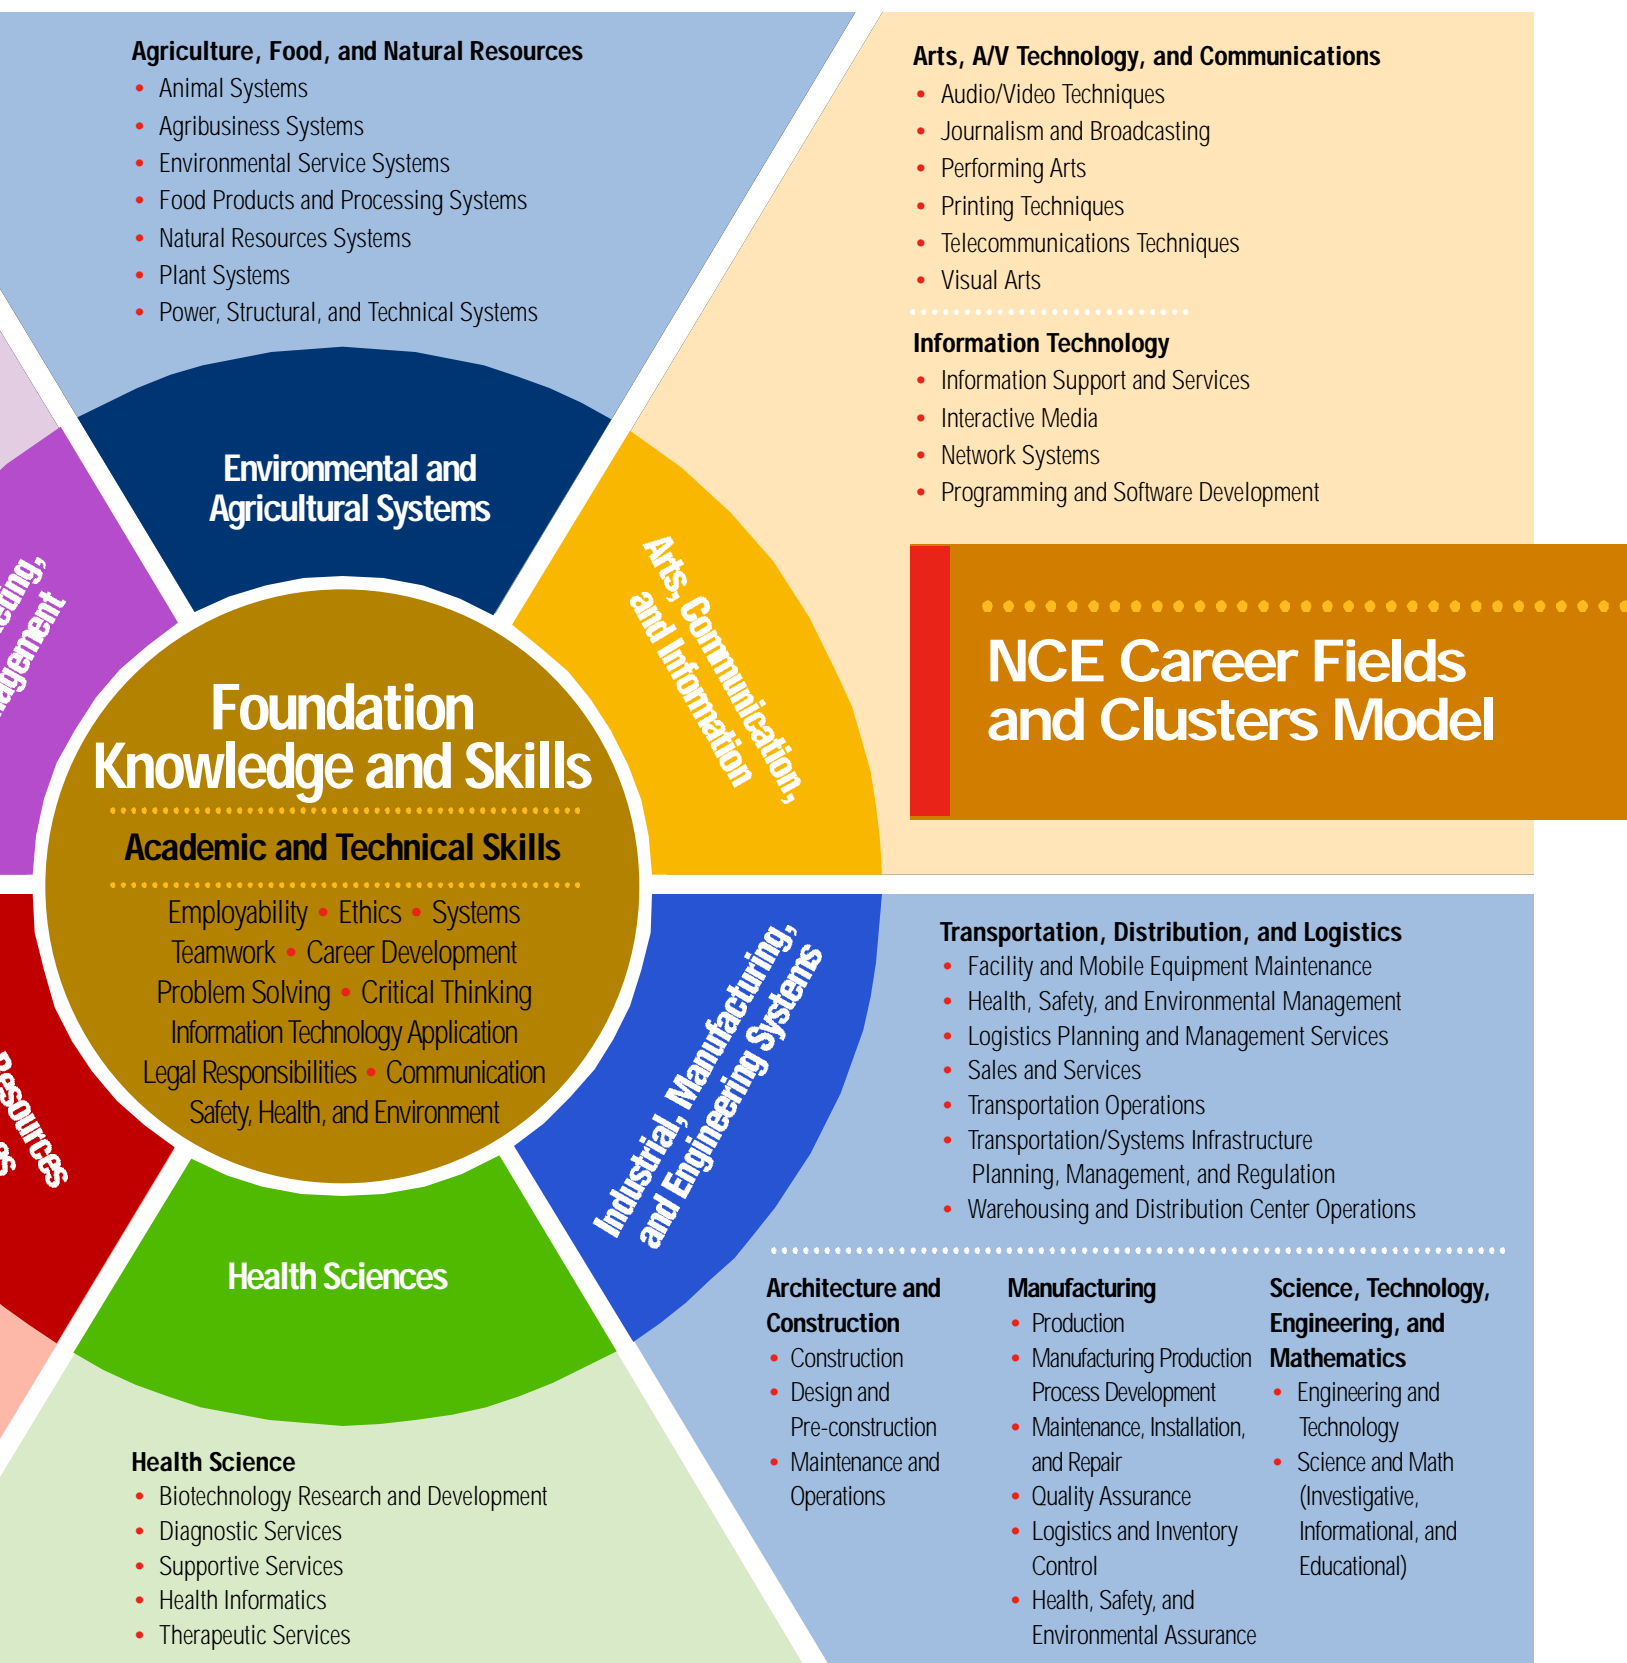 Agriculture, Food, and Natural Resources
• Animal Systems
• Agribusiness Systems
• Environmental Service Systems
• Food Products and Processing Systems
• Natural Resources Systems
• Plant Systems
• Power, Structural, and Technical Systems
Environmental and
Agricultural Systems
Arts, A/V Technology, and Communications
• Audio/Video Techniques
• Journalism and Broadcasting
• Performing Arts
• Printing Techniques
• Telecommunications Techniques
• Visual Arts
Information Technology
• Information Support and Services
• Interactive Media
• Network Systems
• Programming and Software Development
Arts, Communication,
and Information
NCE Career Fields
and Clusters Model
Foundation
Knowledge and Skills
Academic and Technical Skills
Employability • Ethics • Systems
Teamwork • Career Development
Problem Solving • Critical Thinking
Information Technology Application
Legal Responsibilities • Communication
Safety, Health, and Environment
Resources
Industrial, Manufacturing,
and Engineering Systems
Transportation, Distribution, and Logistics
• Facility and Mobile Equipment Maintenance
• Health, Safety, and Environmental Management
• Logistics Planning and Management Services
• Sales and Services
• Transportation Operations
• Transportation/Systems Infrastructure
Planning, Management, and Regulation
• Warehousing and Distribution Center Operations
Architecture and
Construction
• Construction
• Design and
Pre-construction
• Maintenance and
Operations
Manufacturing
• Production
• Manufacturing Production
Process Development
• Maintenance, Installation,
and Repair
• Quality Assurance
• Logistics and Inventory
Control
• Health, Safety, and
Environmental Assurance
Science, Technology,
Engineering, and
Mathematics
• Engineering and
Technology
• Science and Math
(Investigative,
Informational, and
Educational)
Health Sciences
Health Science
• Biotechnology Research and Development
• Diagnostic Services
• Supportive Services
• Health Informatics
• Therapeutic Services